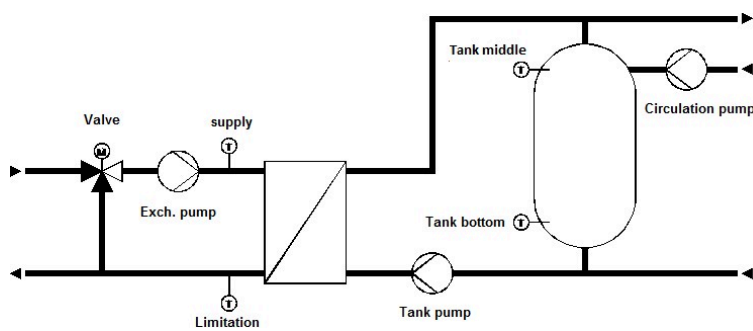 Tank middle
T
Circulation pump
Valve
M
supply
T
Exch. pump
Tank bottom
T
Tank pump
T
Limitation